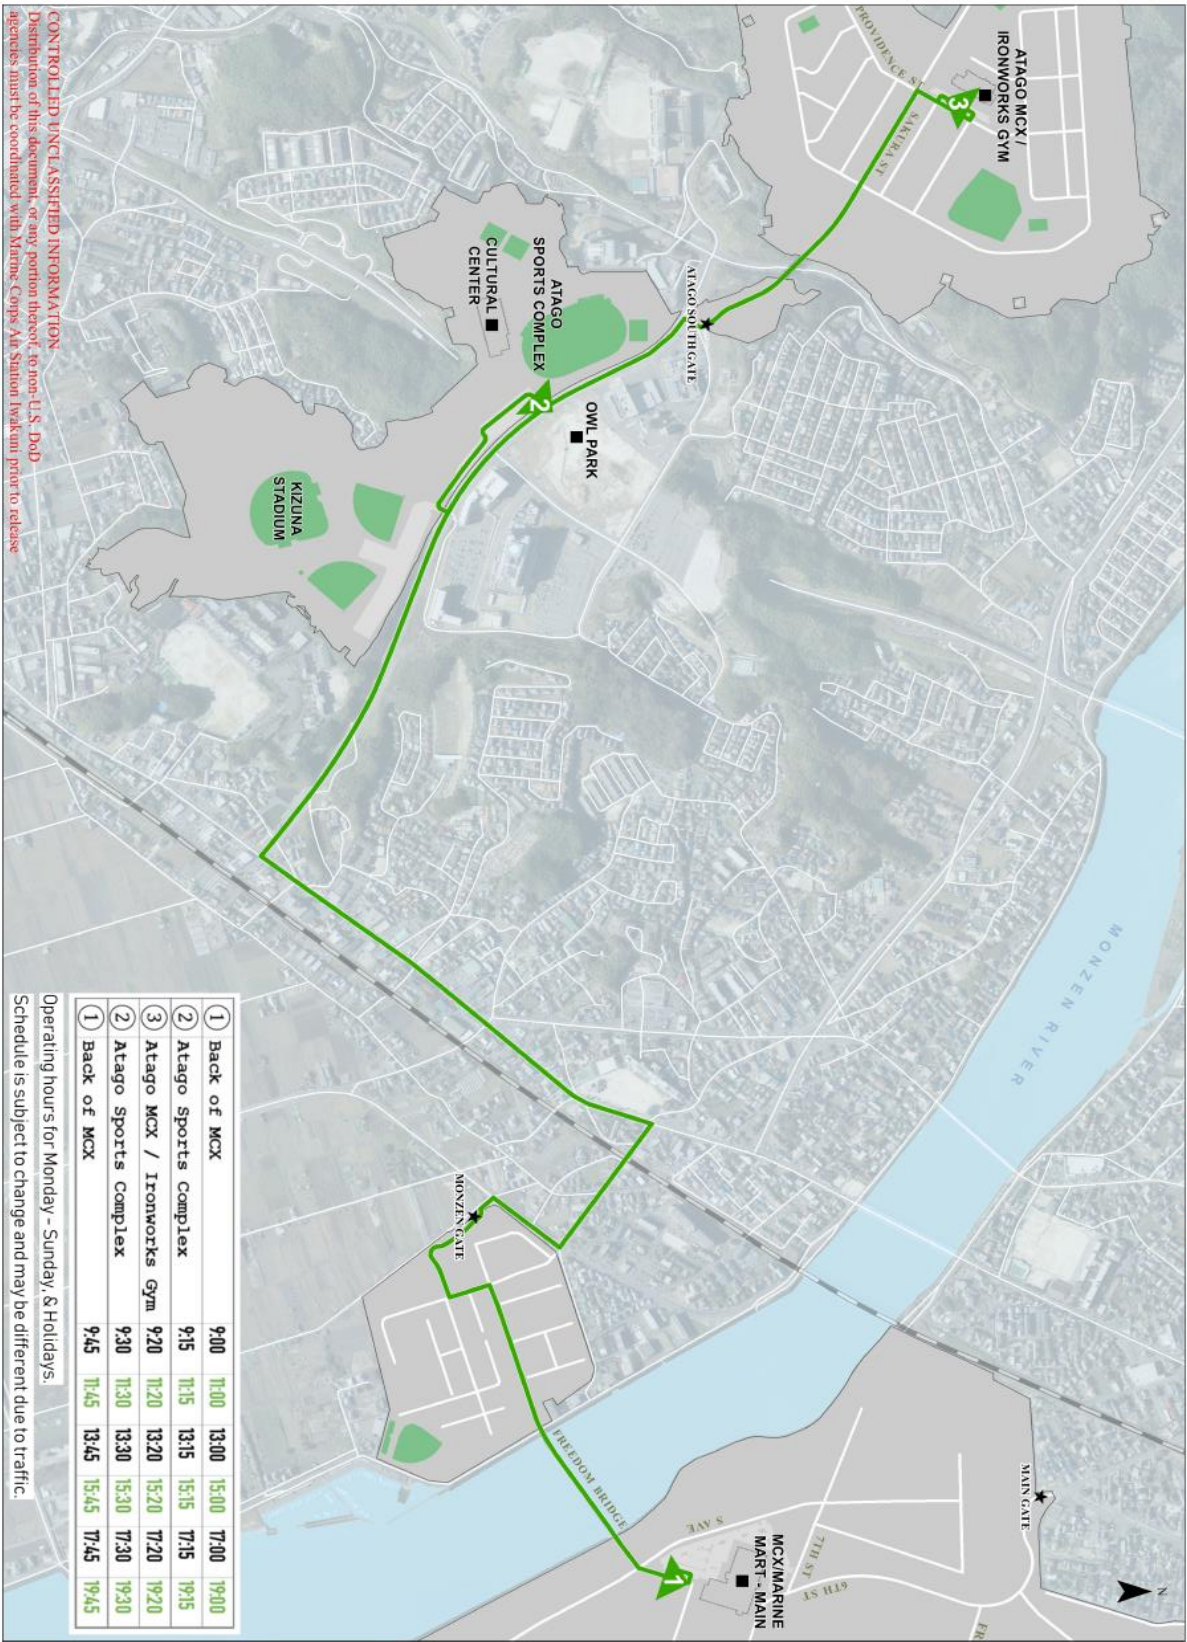 PROVIDENCE ST
ATAGO MCX /
IRONWORKS GYM
3
SAKURA ST
ATAGO SOUTH GATE
ATAGO
SPORTS COMPLEX
CULTURAL
CENTER
2
OWL PARK
KIZUNA
STADIUM
MONZEN RIVER
MONZEN GATE
FREEDOM BRIDGE
S AVE
7TH ST
6TH ST
FR
MAIN GATE
MCX/MARINE
MART - MAIN
1
N
CONTROLLED UNCLASSIFIED INFORMATION
Distribution of this document, or any portion thereof, to non-U.S. DoD
agencies must be coordinated with Marine Corps Air Station Iwakuni prior to release
1 Back of MCX 9:00 11:00 13:00 15:00 17:00 19:00
2 Atago Sports Complex 9:15 11:15 13:15 15:15 17:15 19:15
3 Atago MCX / Ironworks Gym 9:20 11:20 13:20 15:20 17:20 19:20
2 Atago Sports Complex 9:30 11:30 13:30 15:30 17:30 19:30
1 Back of MCX 9:45 11:45 13:45 15:45 17:45 19:45
Operating hours for Monday - Sunday, & Holidays.
Schedule is subject to change and may be different due to traffic.